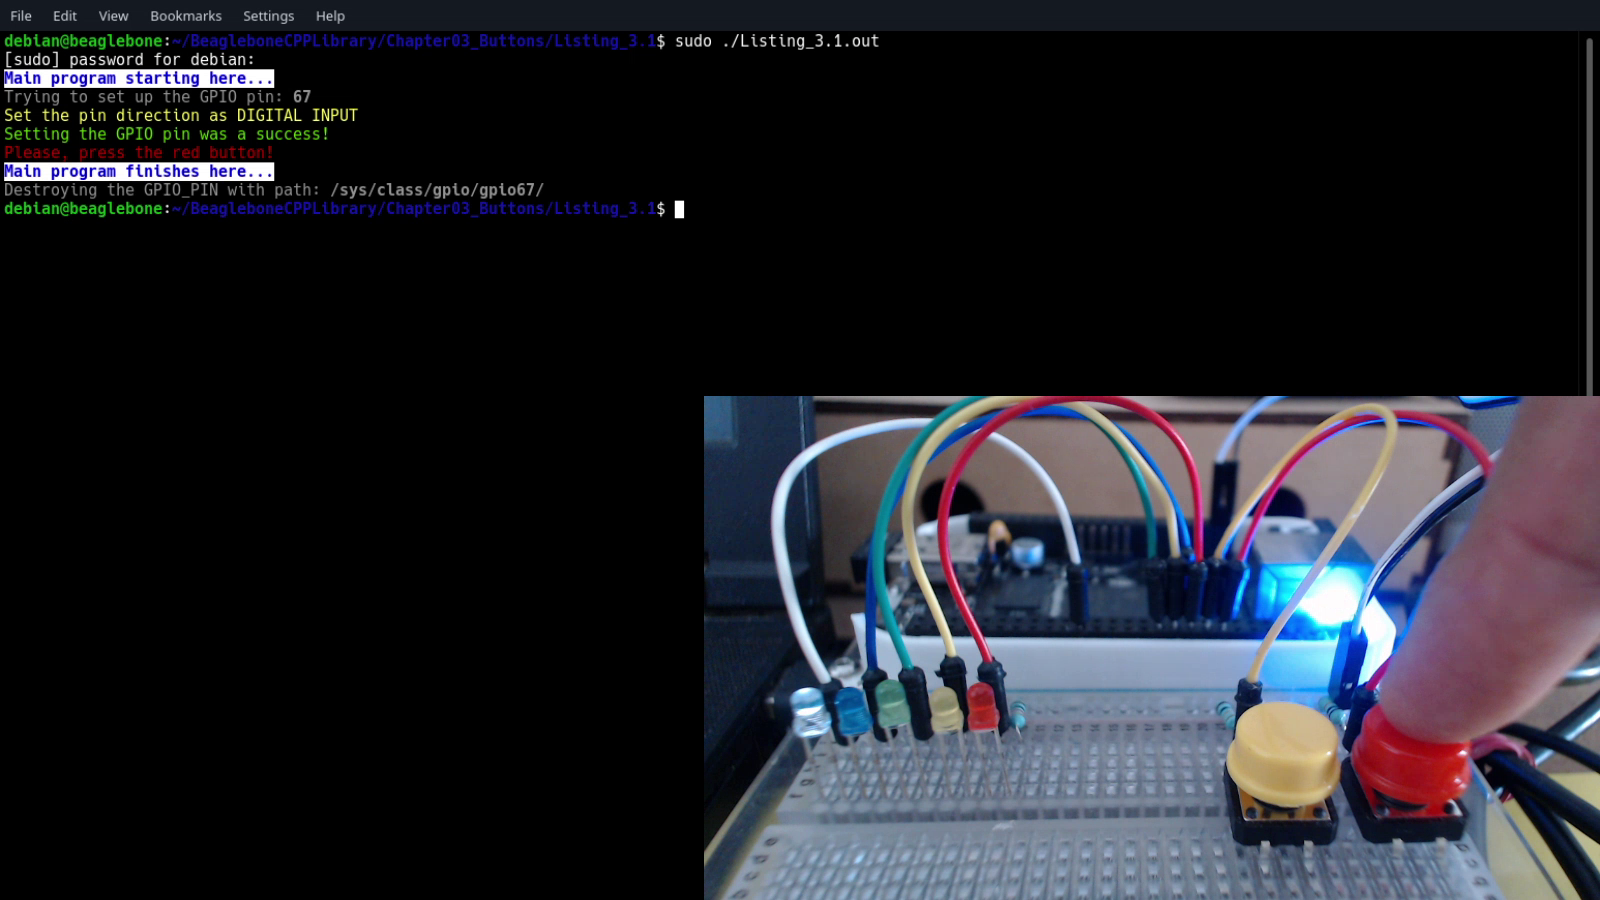 File Edit View Bookmarks Settings Help
debian@beaglebone:~/BeagleboneCPPLibrary/Chapter03_Buttons/Listing_3.1$ sudo ./Listing_3.1.out
[sudo] password for debian:
Main program starting here...
Trying to set up the GPIO pin: 67
Set the pin direction as DIGITAL INPUT
Setting the GPIO pin was a success!
Please, press the red button!
Main program finishes here...
Destroying the GPIO_PIN with path: /sys/class/gpio/gpio67/
debian@beaglebone:~/BeagleboneCPPLibrary/Chapter03_Buttons/Listing_3.1$